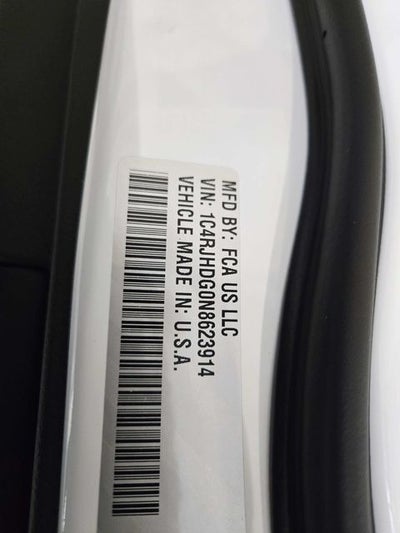 MFD BY: FCA US LLC
VIN: 1C4RJHDG0N8623914
VEHICLE MADE IN: U.S.A.